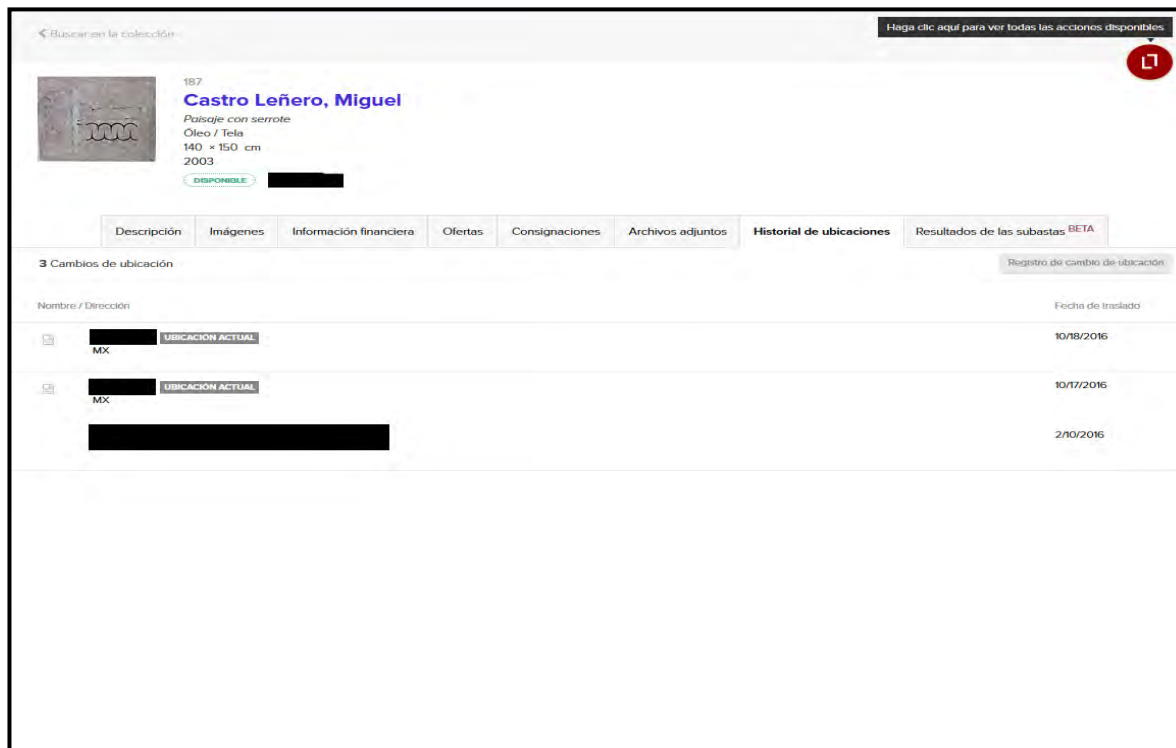 Buscar en la colección
Haga clic aquí para ver todas las acciones disponibles
187
Castro Leñero, Miguel
Paisaje con serrote
Óleo / Tela
140 × 150 cm
2003
DISPONIBLE
Descripción Imágenes Información financiera Ofertas Consignaciones Archivos adjuntos Historial de ubicaciones Resultados de las subastas BETA
3 Cambios de ubicación
Registro de cambio de ubicación
Nombre / Dirección Fecha de traslado
UBICACIÓN ACTUAL 10/18/2016
MX
UBICACIÓN ACTUAL 10/17/2016
MX
2/10/2016